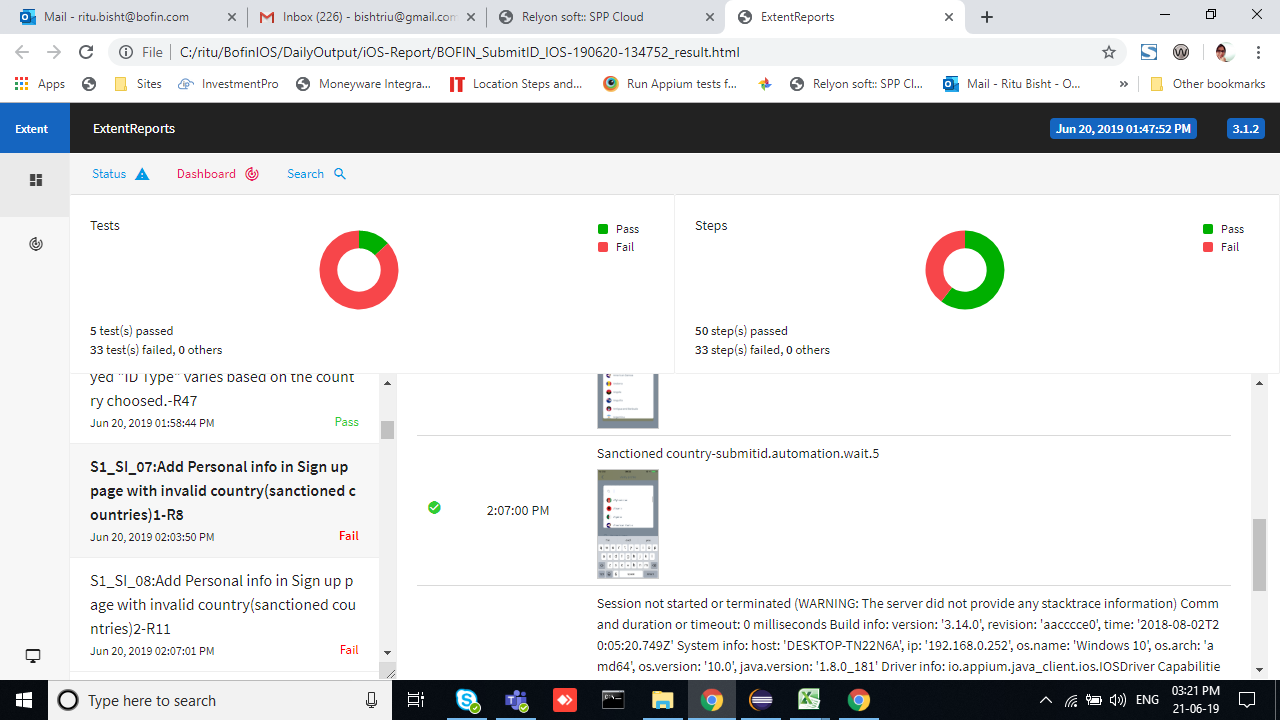 Mail - ritu.bisht@bofin.com
Inbox (226) - bishtriu@gmail.com
Relyon soft:: SPP Cloud
ExtentReports
File
C:/ritu/BofinIOS/DailyOutput/iOS-Report/BOFIN_SubmitID_IOS-190620-134752_result.html
Apps
Sites
InvestmentPro
Moneyware Integra...
Location Steps and...
Run Appium tests f...
Relyon soft:: SPP Cl...
Mail - Ritu Bisht - O...
»
Other bookmarks
Extent
ExtentReports
Jun 20, 2019 01:47:52 PM
3.1.2
Status
Dashboard
Search
Tests
Pass
Fail
5 test(s) passed
33 test(s) failed, 0 others
Steps
Pass
Fail
50 step(s) passed
33 step(s) failed, 0 others
yed "ID Type" varies based on the count
ry choosed.-R47
Jun 20, 2019 01:58:44 PM
Pass
S1_SI_07:Add Personal info in Sign up
page with invalid country(sanctioned c
ountries)1-R8
Jun 20, 2019 02:03:50 PM
Fail
S1_SI_08:Add Personal info in Sign up p
age with invalid country(sanctioned cou
ntries)2-R11
Jun 20, 2019 02:07:01 PM
Fail
Sanctioned country-submitid.automation.wait.5
2:07:00 PM
Session not started or terminated (WARNING: The server did not provide any stacktrace information) Comm
and duration or timeout: 0 milliseconds Build info: version: '3.14.0', revision: 'aacccce0', time: '2018-08-02T2
0:05:20.749Z' System info: host: 'DESKTOP-TN22N6A', ip: '192.168.0.252', os.name: 'Windows 10', os.arch: 'a
md64', os.version: '10.0', java.version: '1.8.0_181' Driver info: io.appium.java_client.ios.IOSDriver Capabilitie
Type here to search
ENG
03:21 PM
21-06-19